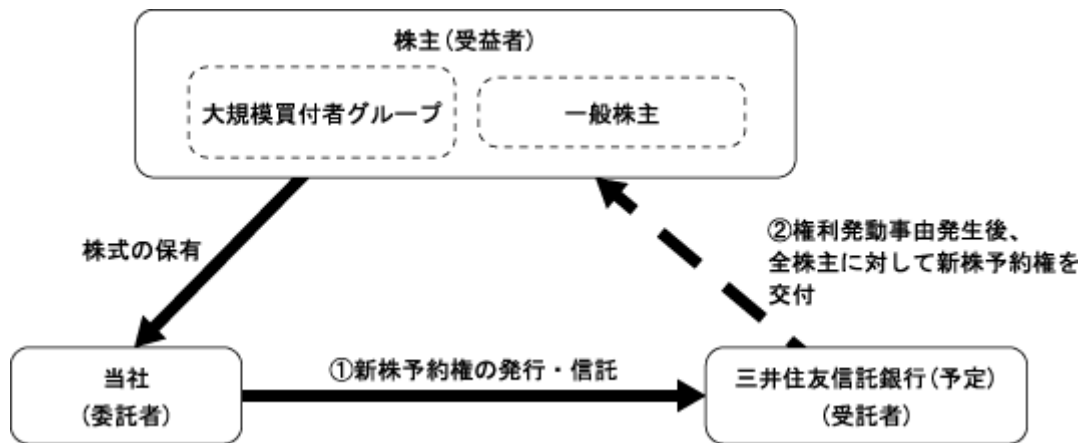 株主(受益者)
大規模買付者グループ
一般株主
株式の保有
②権利発動事由発生後、
全株主に対して新株予約権を
交付
当社
(委託者)
①新株予約権の発行・信託
三井住友信託銀行(予定)
(受託者)